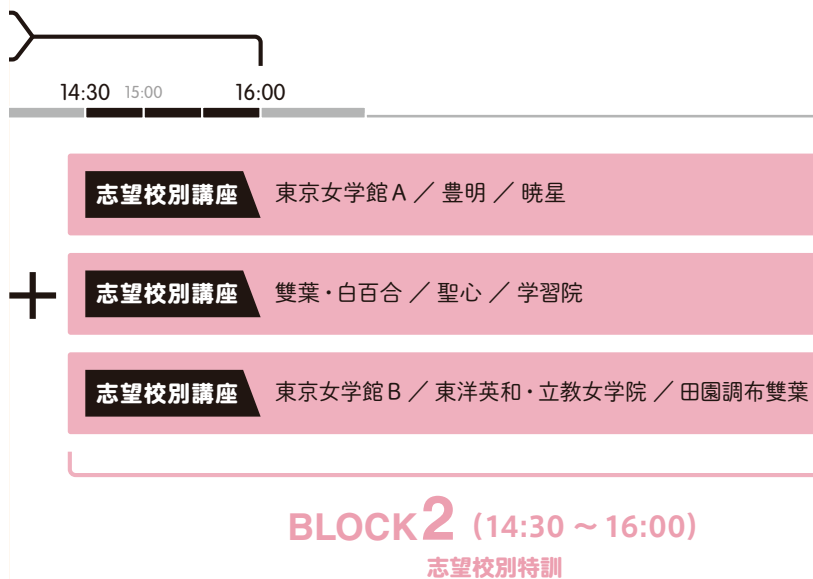 14:30 15:00 16:00
志望校別講座 東京女学館A ／ 豊明 ／ 暁星
＋
志望校別講座 雙葉・白百合 ／ 聖心 ／ 学習院
志望校別講座 東京女学館B ／ 東洋英和・立教女学院 ／ 田園調布雙葉
BLOCK2 (14:30 ～ 16:00)
志望校別特訓